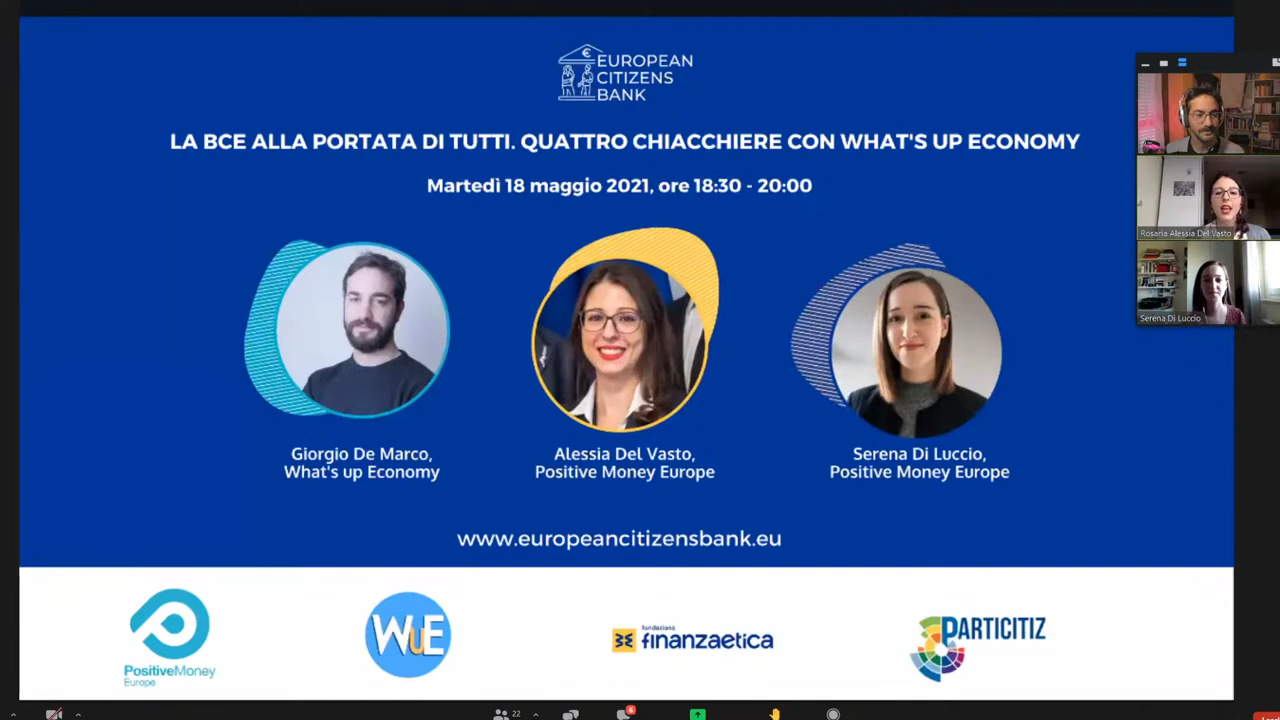 EUROPEAN
CITIZENS
BANK
LA BCE ALLA PORTATA DI TUTTI. QUATTRO CHIACCHIERE CON WHAT'S UP ECONOMY
Martedì 18 maggio 2021, ore 18:30 - 20:00
Rosaria Alessia Del Vasto
Serena Di Luccio
Giorgio De Marco,
What's up Economy
Alessia Del Vasto,
Positive Money Europe
Serena Di Luccio,
Positive Money Europe
www.europeancitizensbank.eu
PositiveMoney
Europe
WuE
fondazione
finanzaetica
PARTICITIZ
22
6